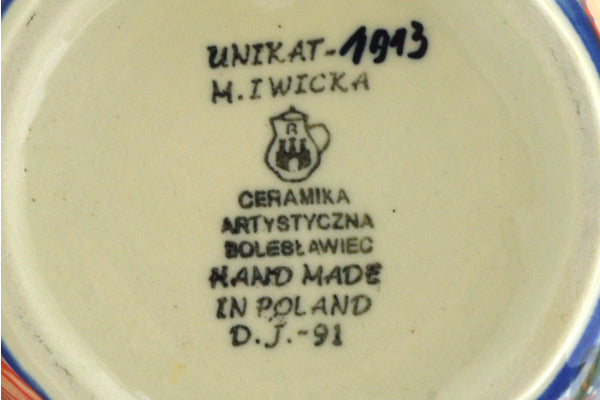 UNIKAT-1913
M. IWICKA
CERAMIKA
ARTYSTYCZNA
BOLESŁAWIEC
HAND MADE
IN POLAND
D.J.-91